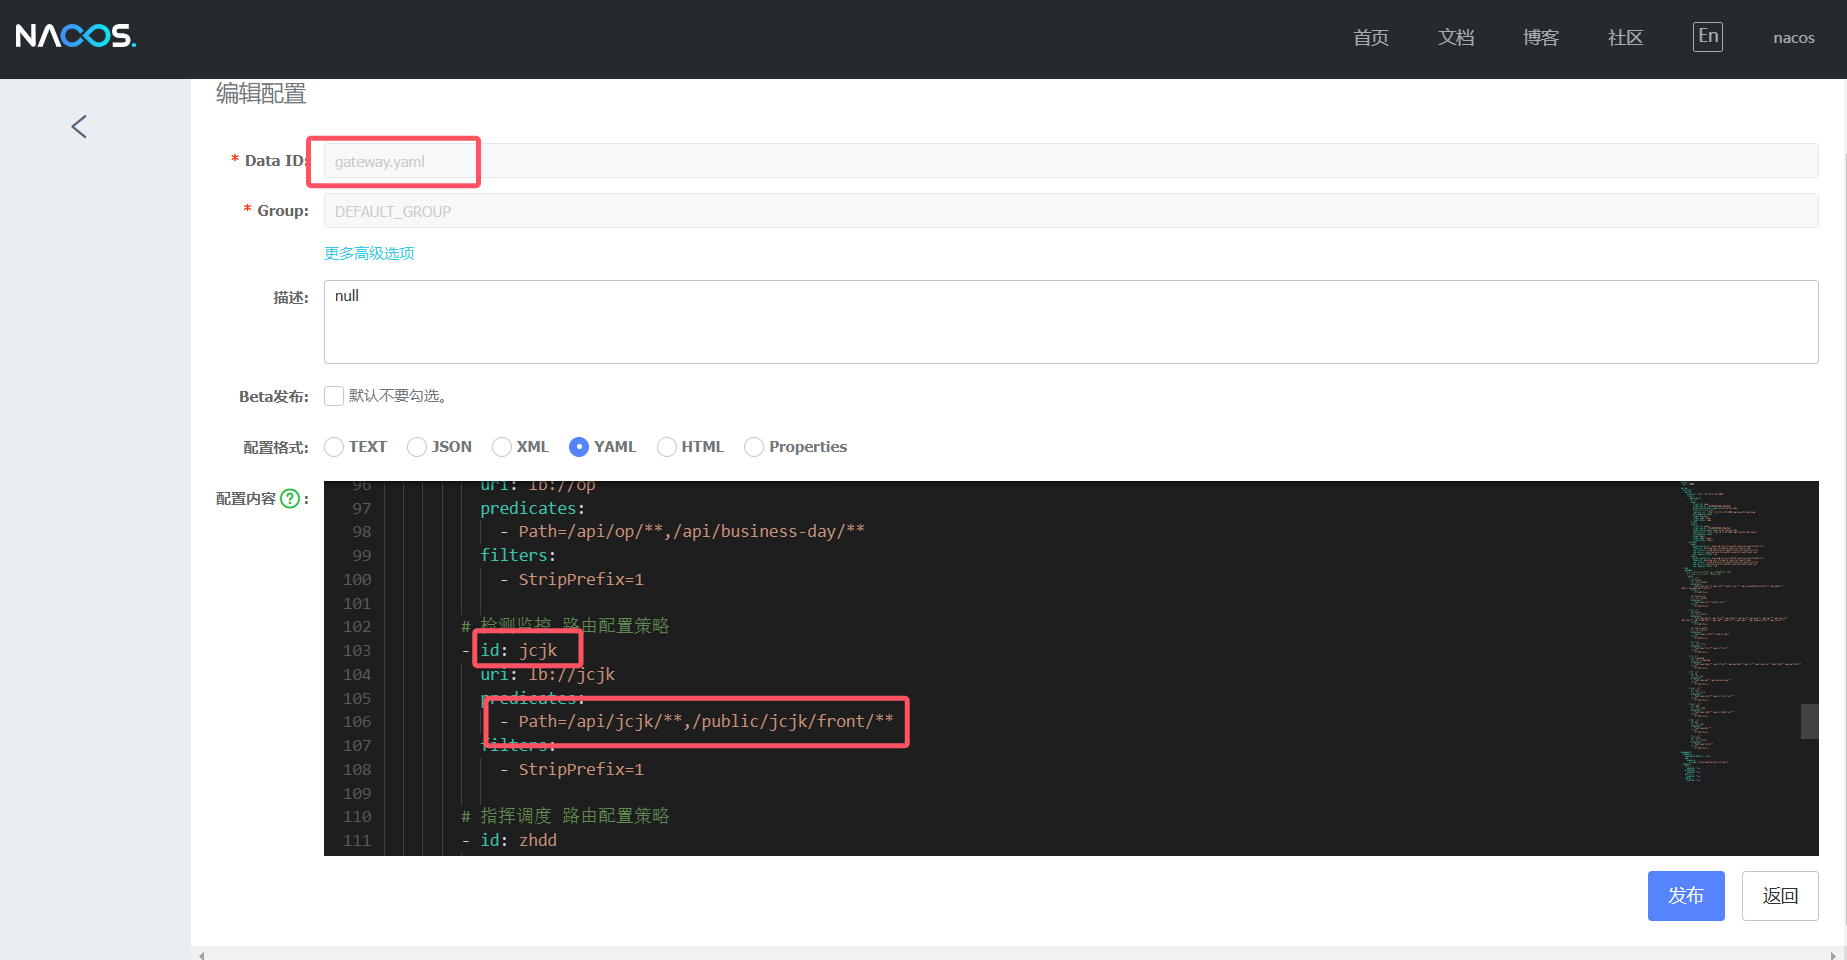 NACOS.
首页 文档 博客 社区 En nacos
编辑配置
* Data ID: gateway.yaml
* Group: DEFAULT_GROUP
更多高级选项
描述: null
Beta发布: 默认不要勾选。
配置格式: TEXT JSON XML YAML HTML Properties
配置内容 ? :
96 uri: lb://op
97 predicates:
98 - Path=/api/op/**,/api/business-day/**
99 filters:
100 - StripPrefix=1
101
102 # 检测监控 路由配置策略
103 - id: jcjk
104 uri: lb://jcjk
105 predicates:
106 - Path=/api/jcjk/**,/public/jcjk/front/**
107 filters:
108 - StripPrefix=1
109
110 # 指挥调度 路由配置策略
111 - id: zhdd
发布 返回